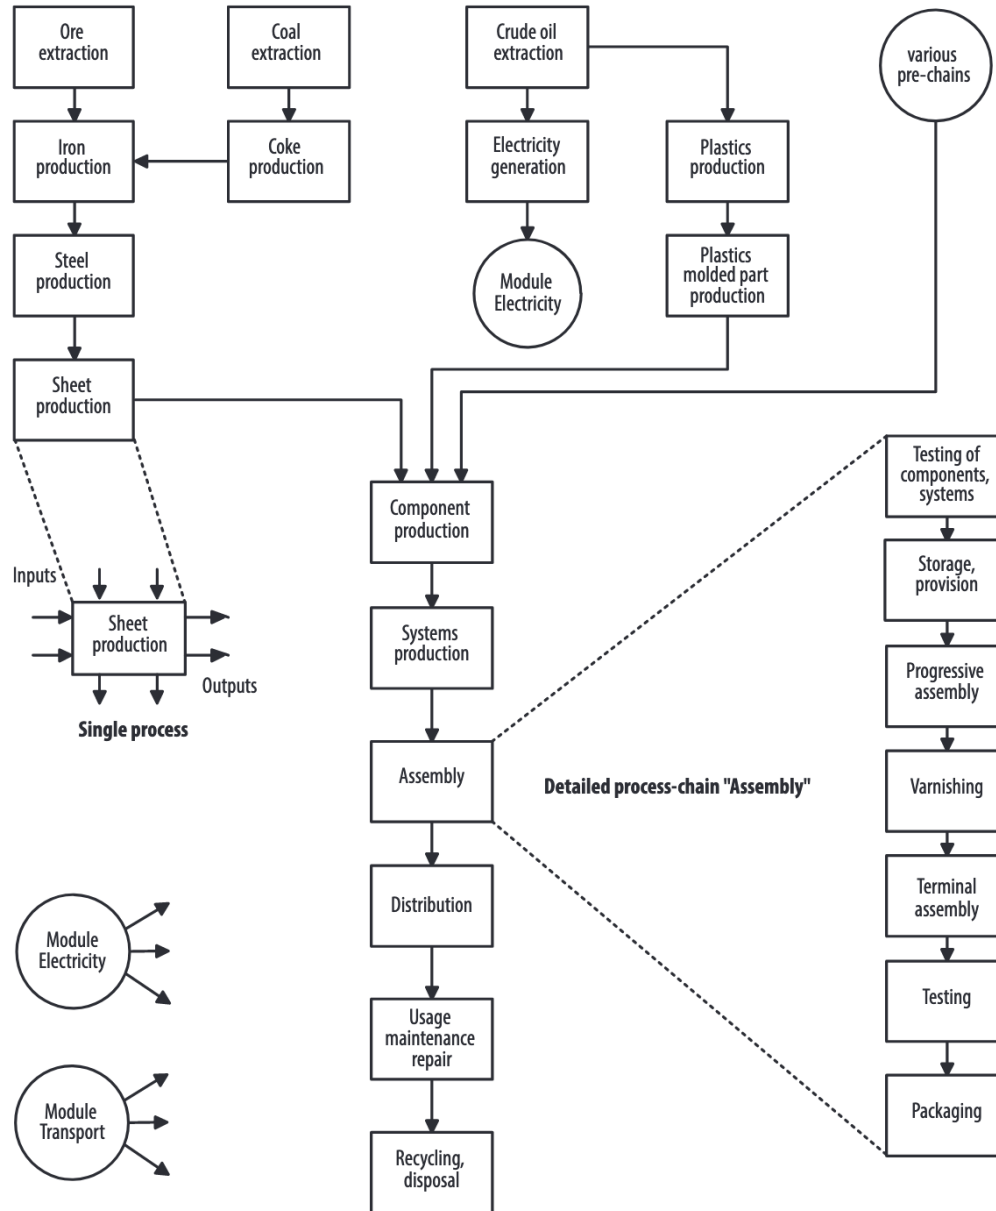 Ore
extraction
Coal
extraction
Crude oil
extraction
various
pre-chains
Iron
production
Coke
production
Electricity
generation
Plastics
production
Steel
production
Module
Electricity
Plastics
molded part
production
Sheet
production
Component
production
Testing of
components,
systems
Inputs
Sheet
production
Outputs
Single process
Systems
production
Storage,
provision
Progressive
assembly
Assembly
Detailed process-chain "Assembly"
Varnishing
Distribution
Terminal
assembly
Module
Electricity
Testing
Usage
maintenance
repair
Module
Transport
Packaging
Recycling,
disposal